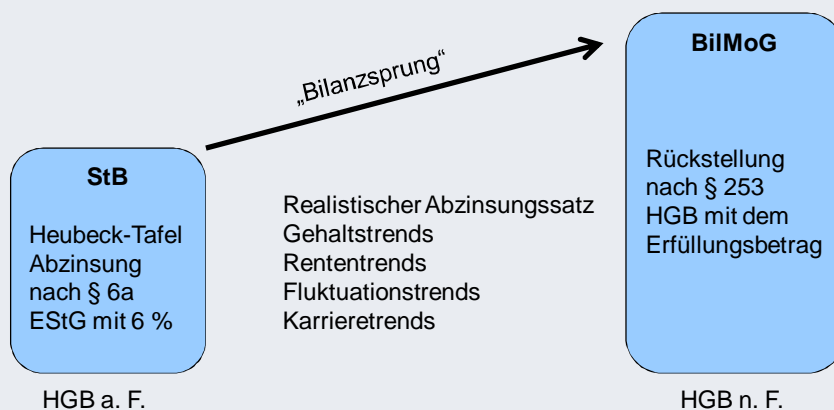 BilMoG
„Bilanzsprung“
StB
Heubeck-Tafel
Abzinsung
nach § 6a
EStG mit 6 %
Realistischer Abzinsungssatz
Gehaltstrends
Rententrends
Fluktuationstrends
Karrieretrends
Rückstellung
nach § 253
HGB mit dem
Erfüllungsbetrag
HGB a. F.
HGB n. F.